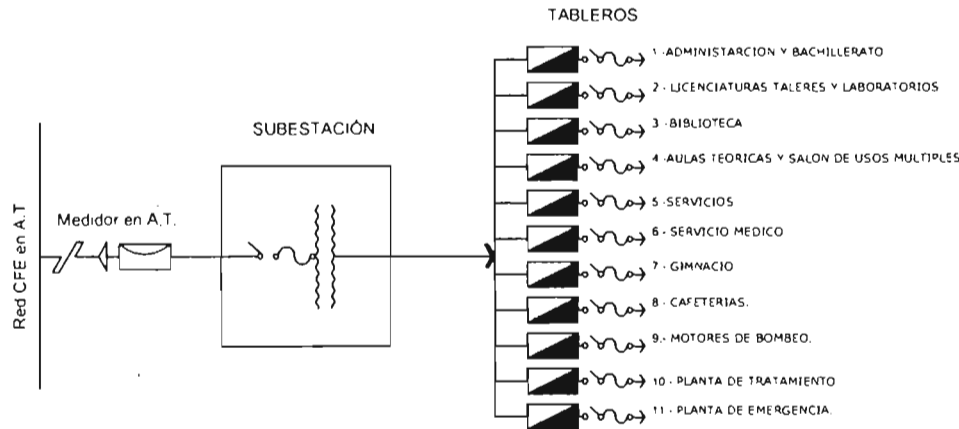 TABLEROS
1 -ADMINISTARCION Y BACHILLERATO
2 - LICENCIATURAS TALERES Y LABORATORIOS
SUBESTACIÓN
3 -BIBLIOTECA
4 -AULAS TEORICAS Y SALON DE USOS MULTIPLES
5 -SERVICIOS
Medidor en A.T.
6 - SERVICIO MEDICO
Red CFE en A.T
7 - GIMNACIO
8 - CAFETERIAS.
9.- MOTORES DE BOMBEO.
10 - PLANTA DE TRATAMIENTO
11 - PLANTA DE EMERGENCIA.